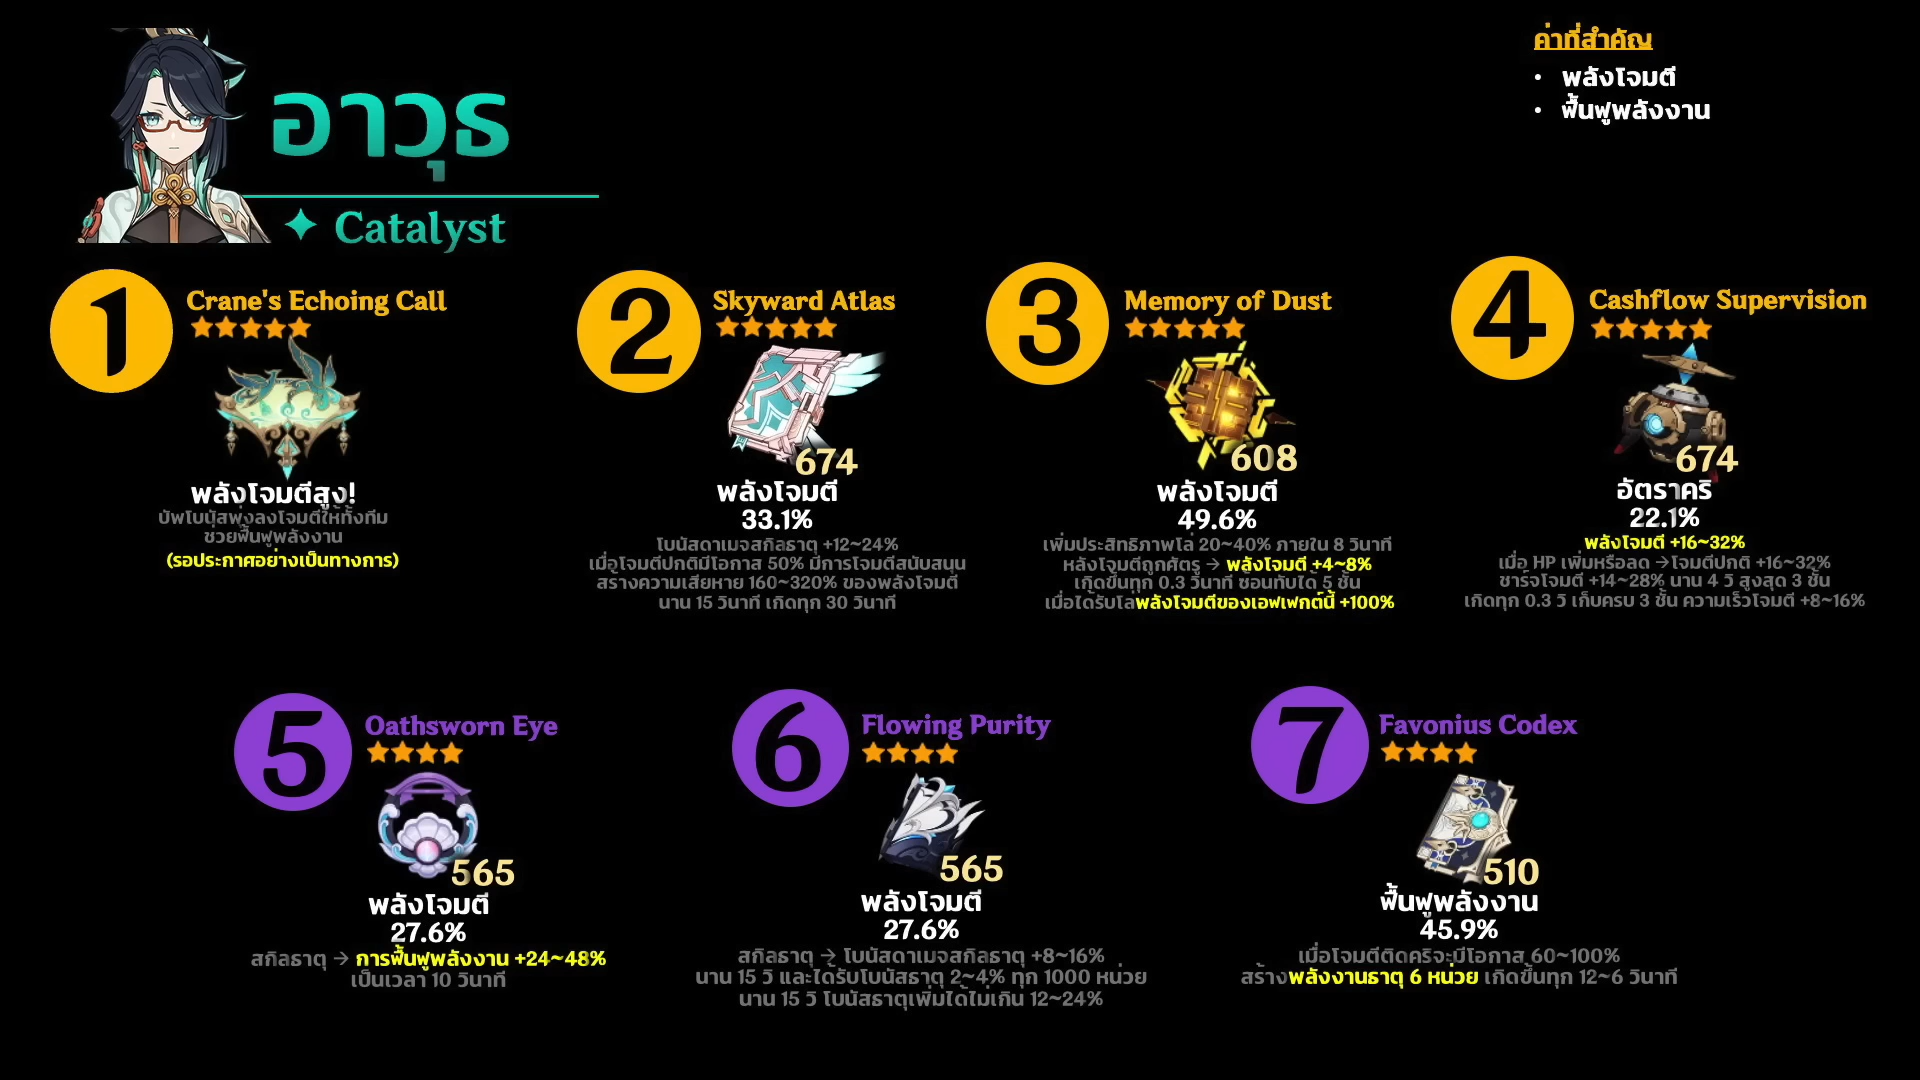 อาวุธ
✦ Catalyst
ค่าที่สำคัญ
• พลังโจมตี
• ฟื้นฟูพลังงาน
1
Crane's Echoing Call
พลังโจมตีสูง!
บัพโบนัสพุ่งลงโจมตีให้ทั้งทีม
ช่วยฟื้นฟูพลังงาน
(รอประกาศอย่างเป็นทางการ)
2
Skyward Atlas
674
พลังโจมตี
33.1%
โบนัสดาเมจสกิลธาตุ +12~24%
เมื่อโจมตีปกติมีโอกาส 50% มีการโจมตีสนับสนุน
สร้างความเสียหาย 160~320% ของพลังโจมตี
นาน 15 วินาที เกิดทุก 30 วินาที
3
Memory of Dust
608
พลังโจมตี
49.6%
เพิ่มประสิทธิภาพโล่ 20~40% ภายใน 8 วินาที
หลังโจมตีถูกศัตรู → พลังโจมตี +4~8%
เกิดขึ้นทุก 0.3 วินาที ซ้อนทับได้ 5 ชั้น
เมื่อได้รับโล่พลังโจมตีของเอฟเฟกต์นี้ +100%
4
Cashflow Supervision
674
อัตราคริ
22.1%
พลังโจมตี +16~32%
เมื่อ HP เพิ่มหรือลด →โจมตีปกติ +16~32%
ชาร์จโจมตี +14~28% นาน 4 วิ สูงสุด 3 ชั้น
เกิดทุก 0.3 วิ เก็บครบ 3 ชั้น ความเร็วโจมตี +8~16%
5
Oathsworn Eye
565
พลังโจมตี
27.6%
สกิลธาตุ → การฟื้นฟูพลังงาน +24~48%
เป็นเวลา 10 วินาที
6
Flowing Purity
565
พลังโจมตี
27.6%
สกิลธาตุ → โบนัสดาเมจสกิลธาตุ +8~16%
นาน 15 วิ และได้รับโบนัสธาตุ 2~4% ทุก 1000 หน่วย
นาน 15 วิ โบนัสธาตุเพิ่มได้ไม่เกิน 12~24%
7
Favonius Codex
510
ฟื้นฟูพลังงาน
45.9%
เมื่อโจมตีติดคริจะมีโอกาส 60~100%
สร้างพลังงานธาตุ 6 หน่วย เกิดขึ้นทุก 12~6 วินาที